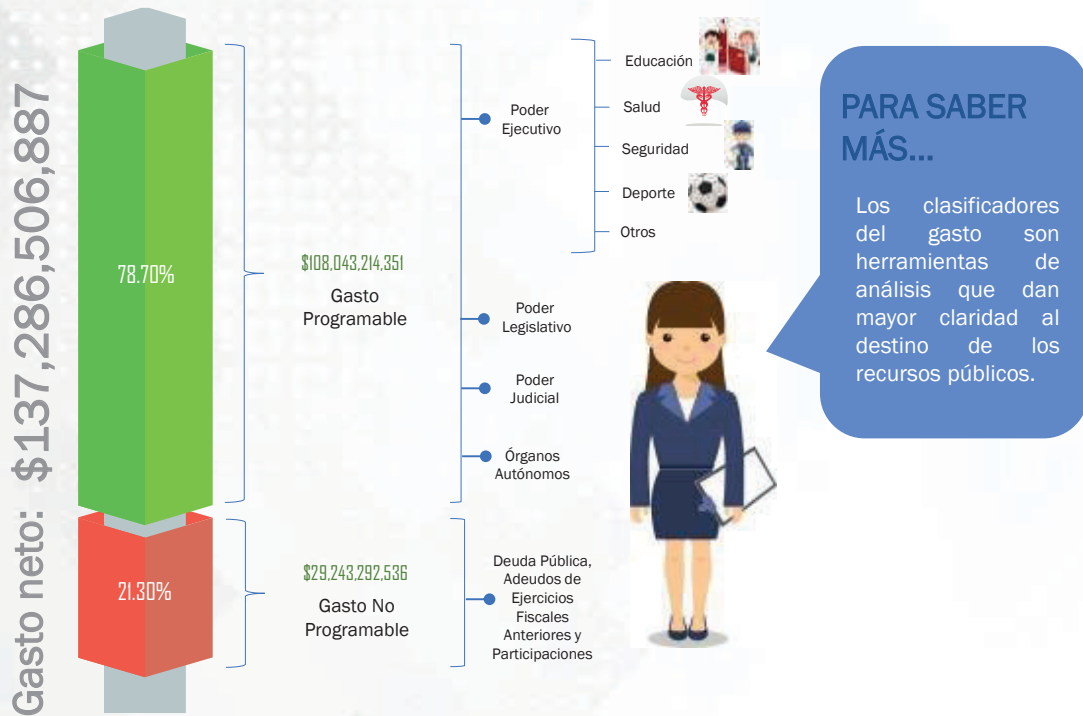 Gasto neto: $137,286,506,887
78.70%
$108,043,214,351
Gasto
Programable
Poder
Ejecutivo
Educación
Salud
Seguridad
Deporte
Otros
Poder
Legislativo
Poder
Judicial
Órganos
Autónomos
21.30%
$29,243,292,536
Gasto No
Programable
Deuda Pública,
Adeudos de
Ejercicios
Fiscales
Anteriores y
Participaciones
PARA SABER
MÁS...
Los clasificadores
del gasto son
herramientas de
análisis que dan
mayor claridad al
destino de los
recursos públicos.